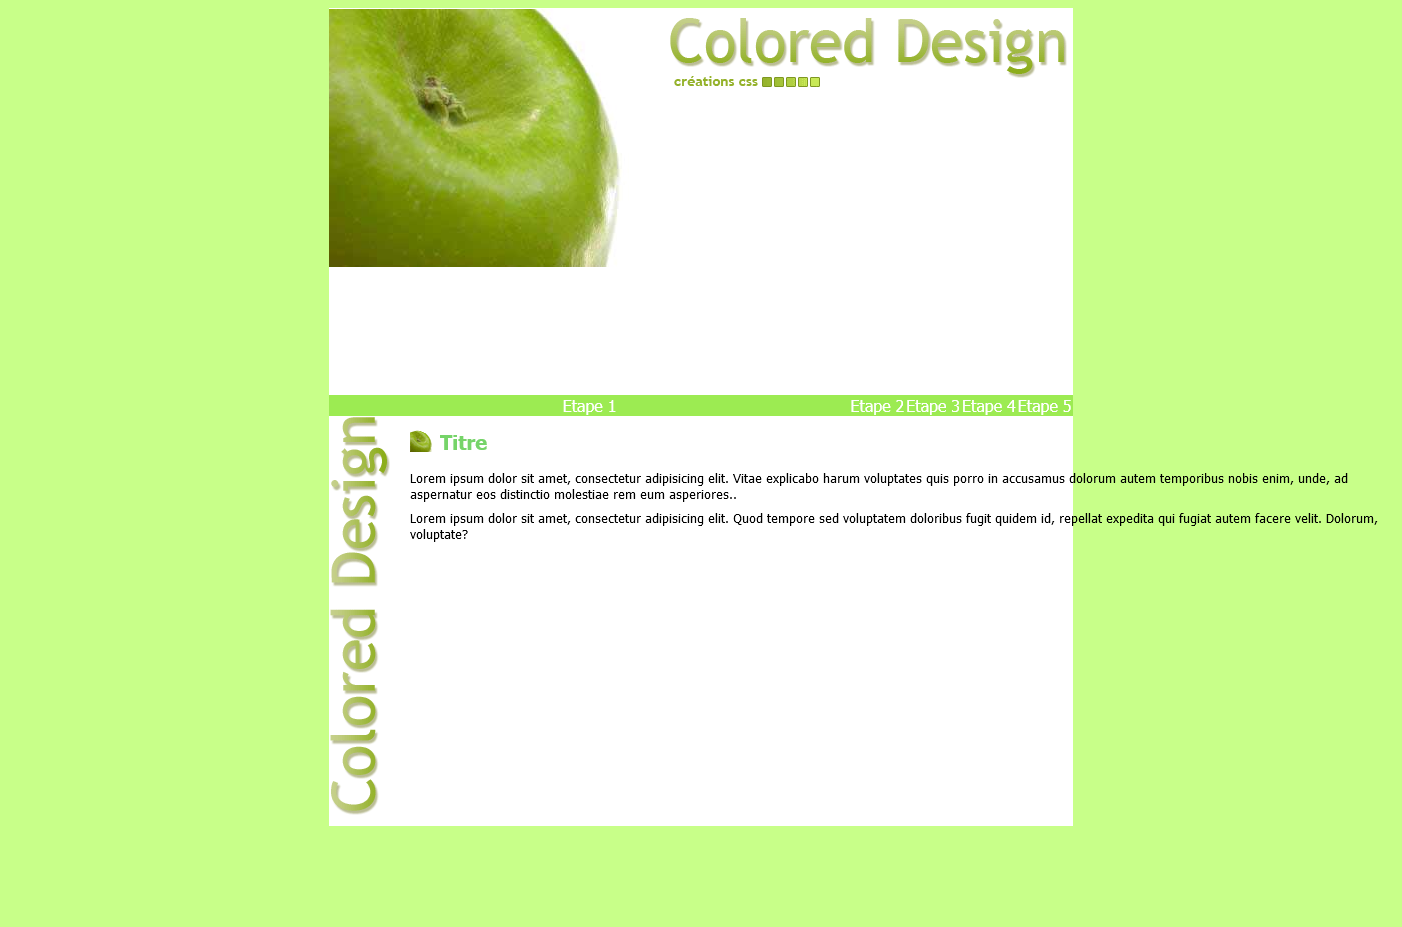 Colored Design
créations css
Etape 1 Etape 2 Etape 3 Etape 4 Etape 5
Colored Design
Titre
Lorem ipsum dolor sit amet, consectetur adipisicing elit. Vitae explicabo harum voluptates quis porro in accusamus dolorum autem temporibus nobis enim, unde, ad
aspernatur eos distinctio molestiae rem eum asperiores..
Lorem ipsum dolor sit amet, consectetur adipisicing elit. Quod tempore sed voluptatem doloribus fugit quidem id, repellat expedita qui fugiat autem facere velit. Dolorum,
voluptate?